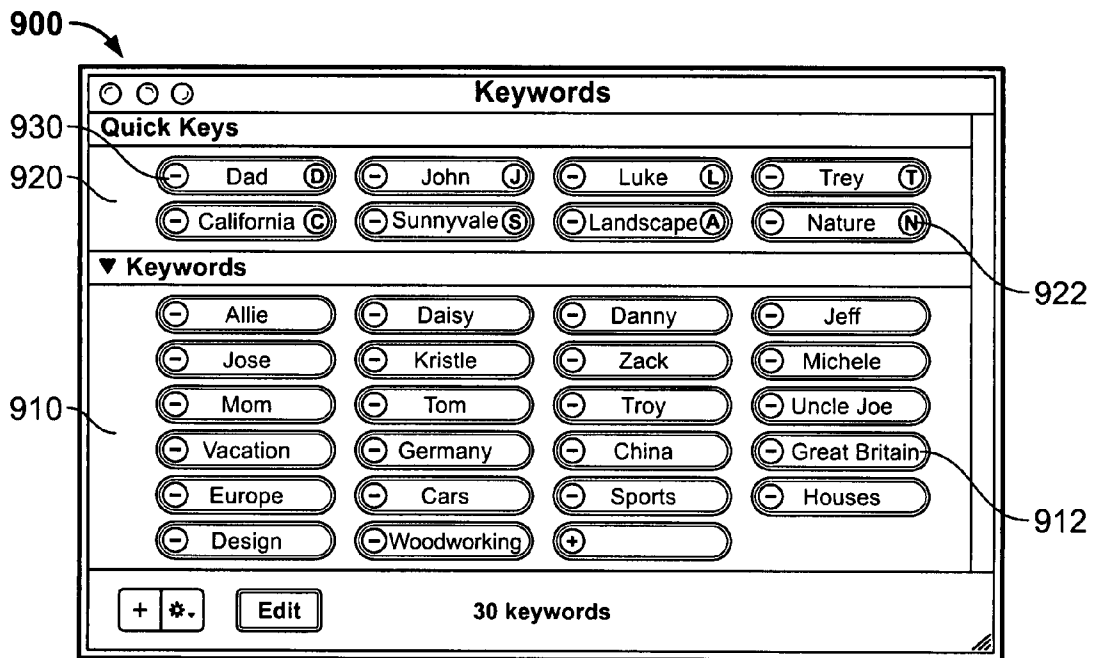 900
Keywords
930 Quick Keys
920 - Dad D - John J - Luke L - Trey T
- California C - Sunnyvale S - Landscape A - Nature N
▼ Keywords
922
- Allie - Daisy - Danny - Jeff
- Jose - Kristle - Zack - Michele
910 - Mom - Tom - Troy - Uncle Joe
- Vacation - Germany - China - Great Britain
- Europe - Cars - Sports - Houses
912
- Design - Woodworking +
+ Edit 30 keywords